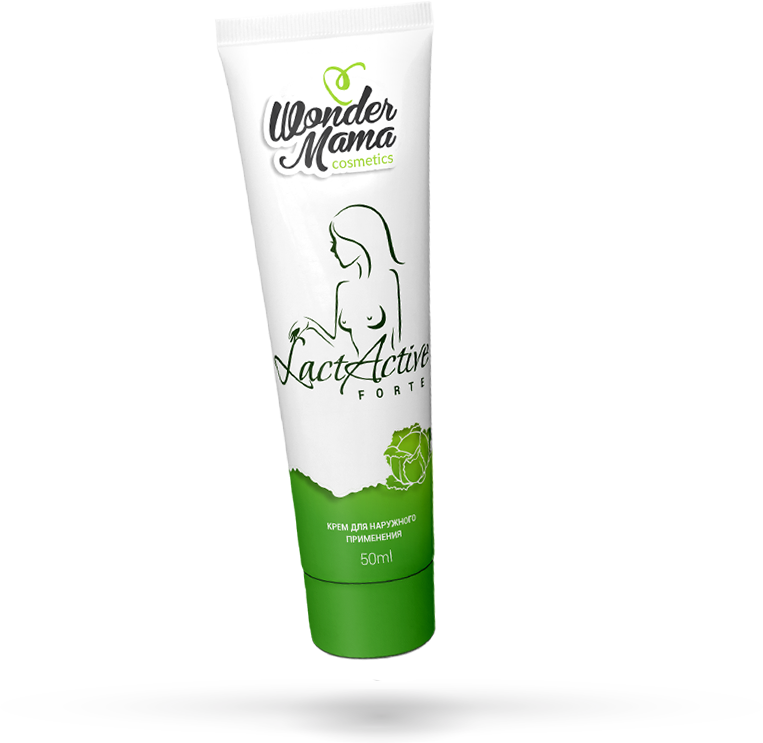 Wonder
Mama
cosmetics
LactActive
FORTE
КРЕМ ДЛЯ НАРУЖНОГО
ПРИМЕНЕНИЯ
50ml